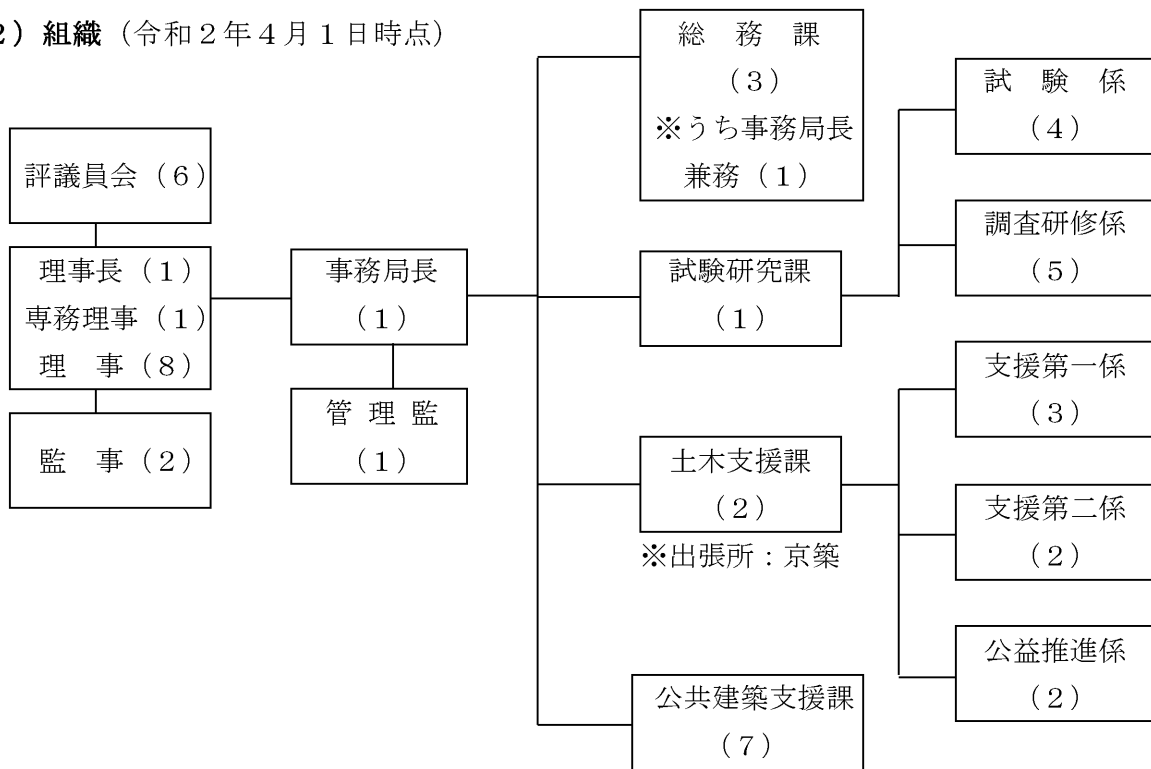 2）組織（令和２年４月１日時点）
評議員会（６）
理事長（１）
専務理事（１）
理　事（８）
監　事（２）
事務局長
（１）
管 理 監
（１）
総　務　課
（３）
※うち事務局長
兼務（１）
試験研究課
（１）
土木支援課
（２）
※出張所：京築
公共建築支援課
（７）
試　験　係
（４）
調査研修係
（５）
支援第一係
（３）
支援第二係
（２）
公益推進係
（２）